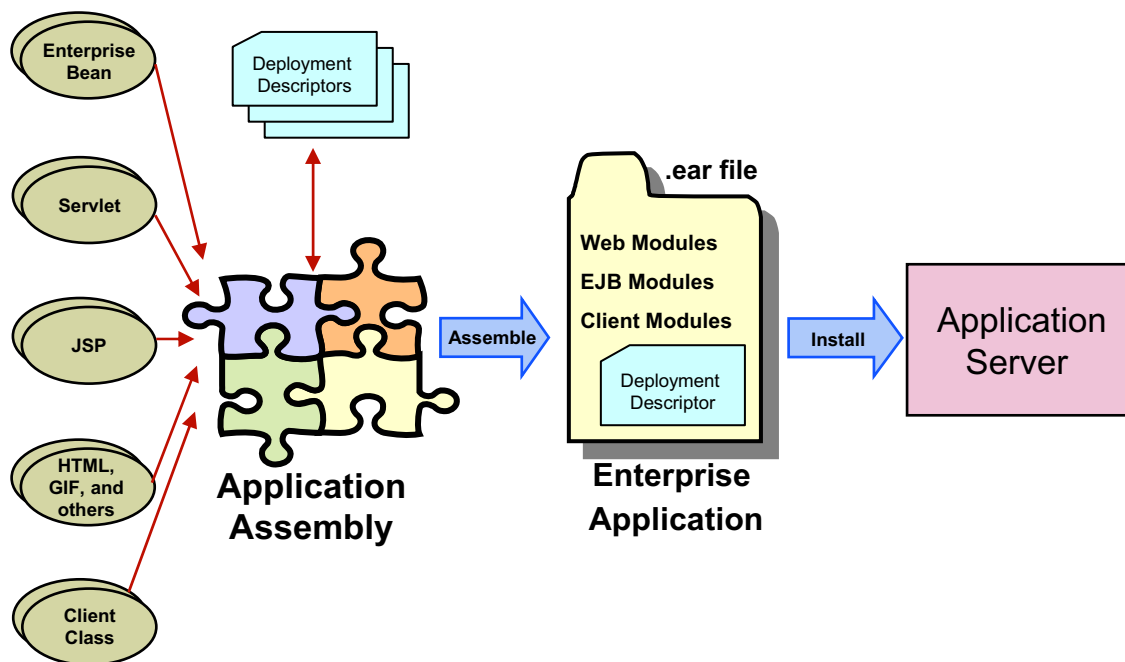 Enterprise
Bean
Servlet
JSP
HTML,
GIF, and
others
Client
Class
Deployment
Descriptors
Application
Assembly
Assemble
.ear file
Web Modules
EJB Modules
Client Modules
Deployment
Descriptor
Enterprise
Application
Install
Application
Server